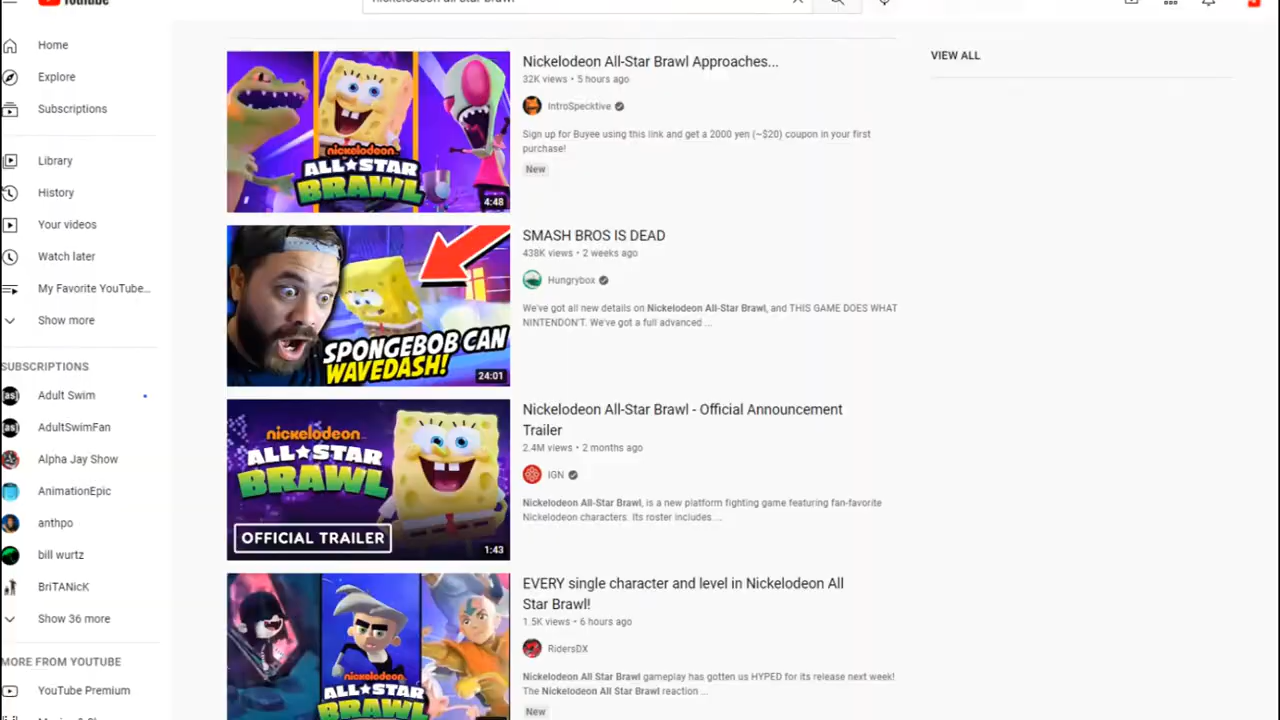 YouTube
nickelodeon all star brawl
Home
Explore
Subscriptions
Library
History
Your videos
Watch later
My Favorite YouTube...
Show more
SUBSCRIPTIONS
Adult Swim
AdultSwimFan
Alpha Jay Show
AnimationEpic
anthpo
bill wurtz
BriTANicK
Show 36 more
MORE FROM YOUTUBE
YouTube Premium
nickelodeon
ALL★STAR
BRAWL
4:48
Nickelodeon All-Star Brawl Approaches...
32K views • 5 hours ago
IntroSpecktive
Sign up for Buyee using this link and get a 2000 yen (~$20) coupon in your first
purchase!
New
SPONGEBOB CAN
WAVEDASH!
24:01
SMASH BROS IS DEAD
438K views • 2 weeks ago
Hungrybox
We've got all new details on Nickelodeon All-Star Brawl, and THIS GAME DOES WHAT
NINTENDON'T. We've got a full advanced ...
nickelodeon
ALL★STAR
BRAWL
OFFICIAL TRAILER
1:43
Nickelodeon All-Star Brawl - Official Announcement
Trailer
2.4M views • 2 months ago
IGN
Nickelodeon All-Star Brawl, is a new platform fighting game featuring fan-favorite
Nickelodeon characters. Its roster includes....
nickelodeon
ALL★STAR
BRAWL
EVERY single character and level in Nickelodeon All
Star Brawl!
1.5K views • 6 hours ago
RidersDX
Nickelodeon All Star Brawl gameplay has gotten us HYPED for its release next week!
The Nickelodeon All Star Brawl reaction ...
New
VIEW ALL